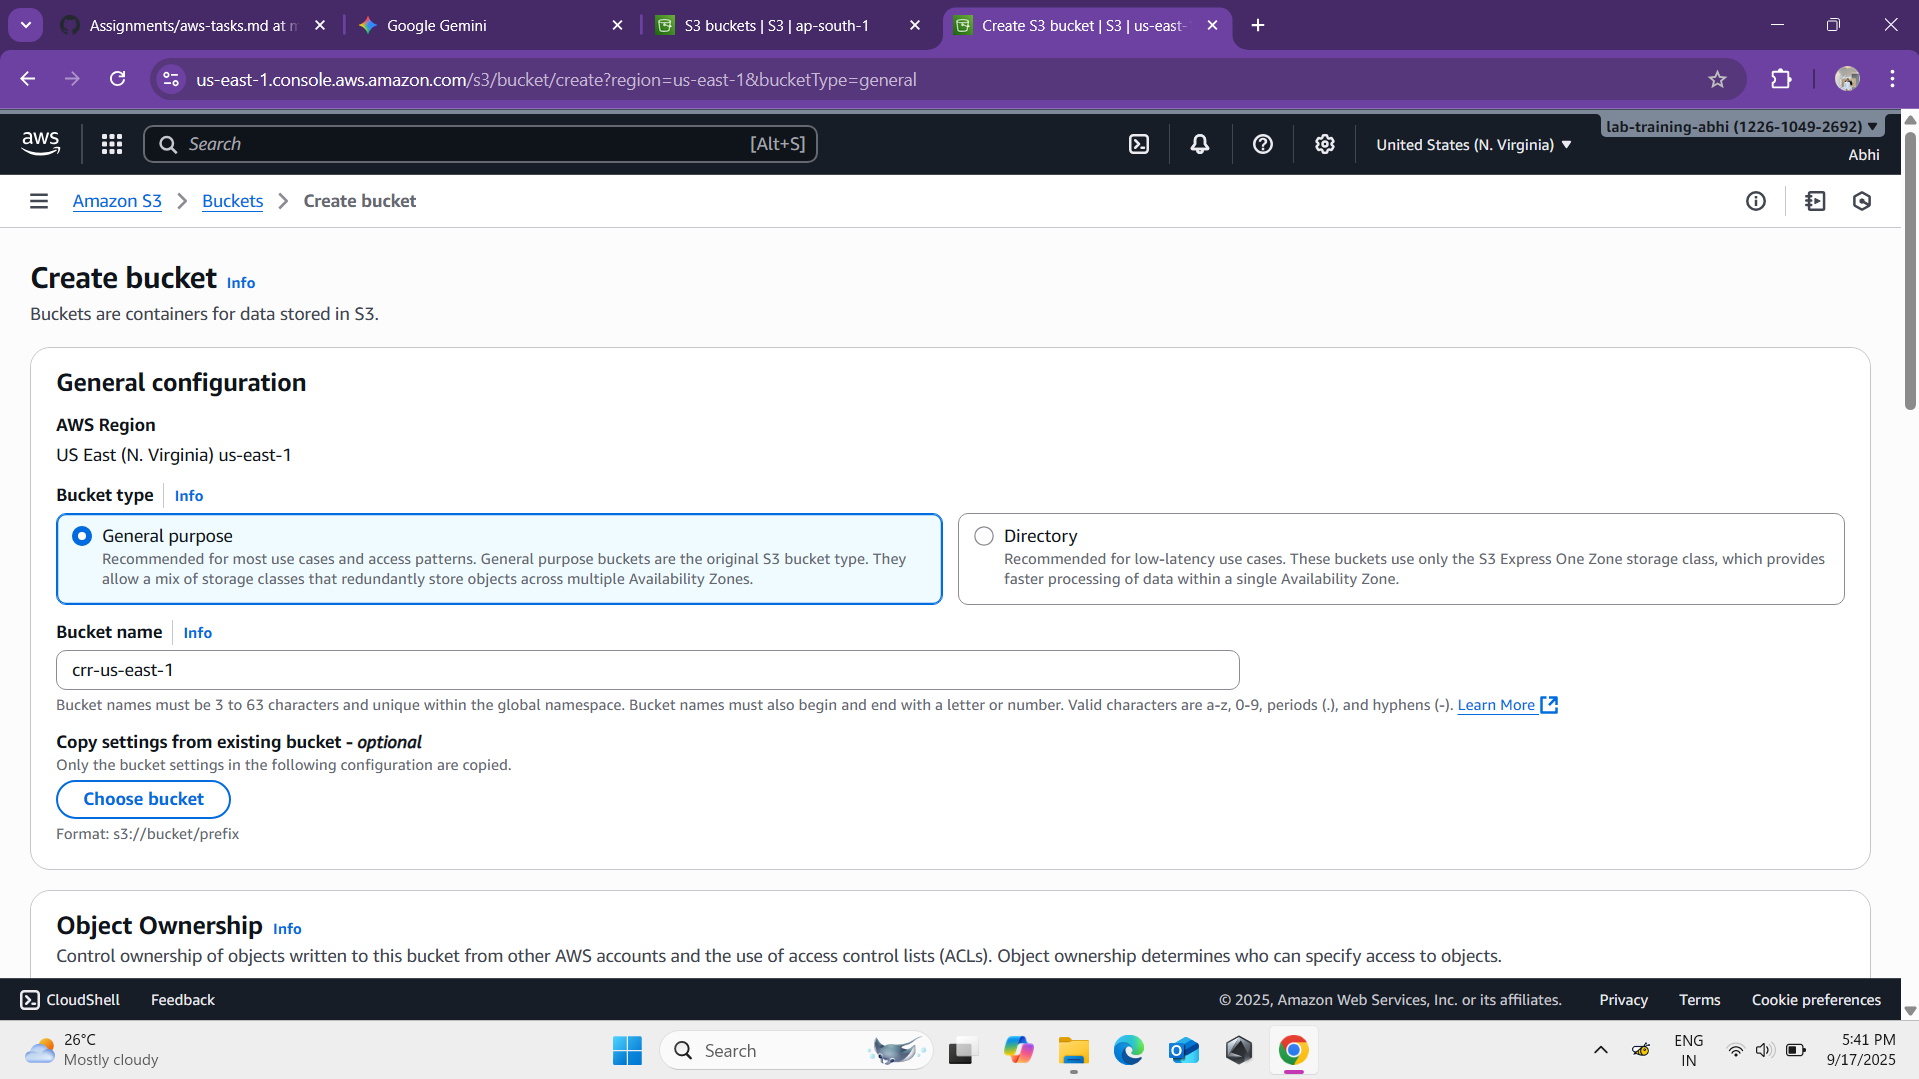 Assignments/aws-tasks.md at m
Google Gemini
S3 buckets | S3 | ap-south-1
Create S3 bucket | S3 | us-east-
us-east-1.console.aws.amazon.com/s3/bucket/create?region=us-east-1&bucketType=general
aws
Search
[Alt+S]
United States (N. Virginia)
lab-training-abhi (1226-1049-2692)
Abhi
Amazon S3
Buckets
Create bucket
Create bucket Info
Buckets are containers for data stored in S3.
General configuration
AWS Region
US East (N. Virginia) us-east-1
Bucket type Info
General purpose
Recommended for most use cases and access patterns. General purpose buckets are the original S3 bucket type. They
allow a mix of storage classes that redundantly store objects across multiple Availability Zones.
Directory
Recommended for low-latency use cases. These buckets use only the S3 Express One Zone storage class, which provides
faster processing of data within a single Availability Zone.
Bucket name Info
crr-us-east-1
Bucket names must be 3 to 63 characters and unique within the global namespace. Bucket names must also begin and end with a letter or number. Valid characters are a-z, 0-9, periods (.), and hyphens (-). Learn More
Copy settings from existing bucket - optional
Only the bucket settings in the following configuration are copied.
Choose bucket
Format: s3://bucket/prefix
Object Ownership Info
Control ownership of objects written to this bucket from other AWS accounts and the use of access control lists (ACLs). Object ownership determines who can specify access to objects.
CloudShell
Feedback
© 2025, Amazon Web Services, Inc. or its affiliates.
Privacy
Terms
Cookie preferences
26°C
Mostly cloudy
Search
ENG
IN
5:41 PM
9/17/2025